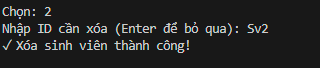 Chọn: 2
Nhập ID cần xóa (Enter để bỏ qua): Sv2
✓ Xóa sinh viên thành công!